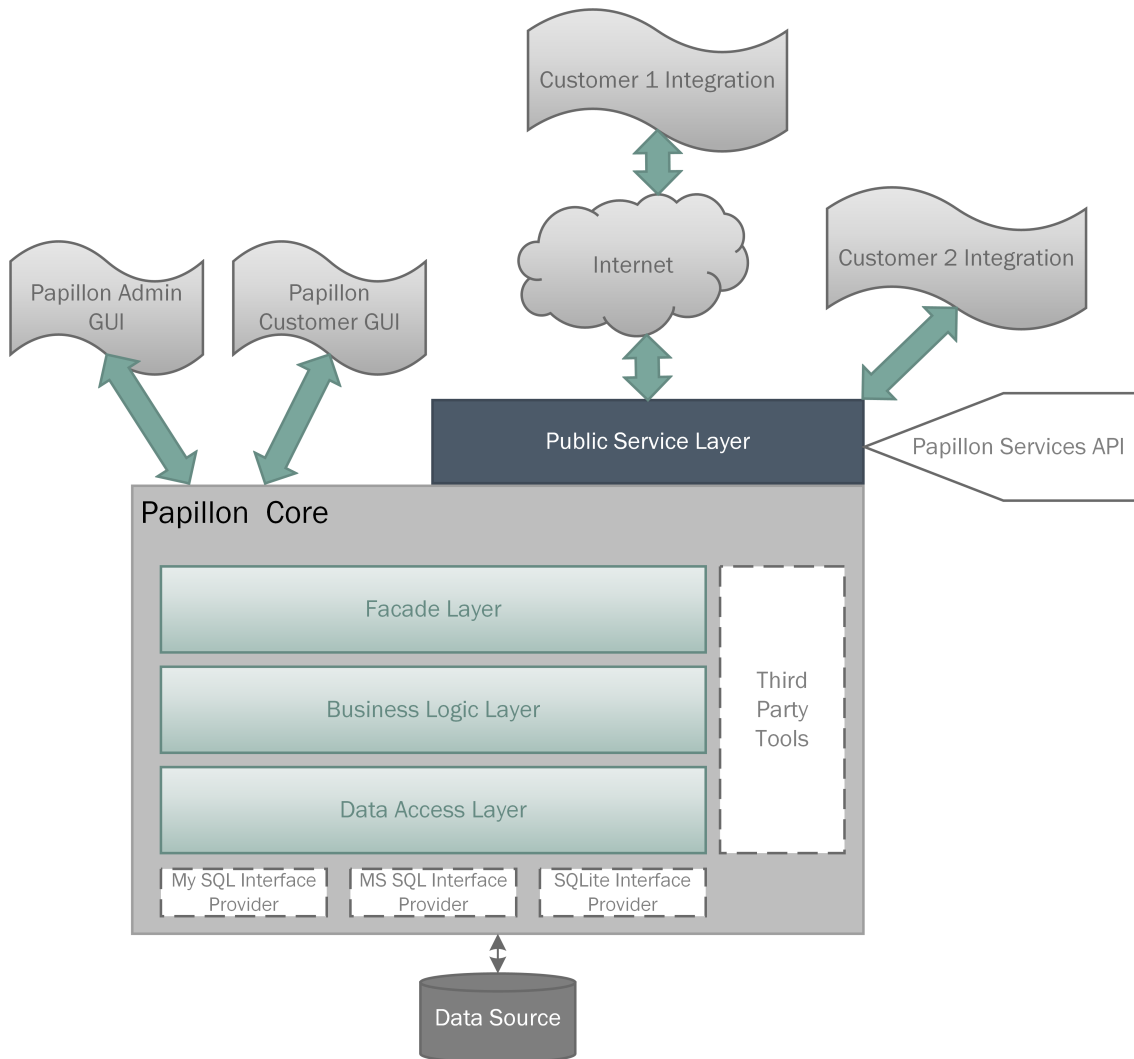 Customer 1 Integration
Internet
Customer 2 Integration
Papillon Admin
GUI
Papillon
Customer GUI
Public Service Layer
Papillon Services API
Papillon Core
Facade Layer
Business Logic Layer
Data Access Layer
Third
Party
Tools
My SQL Interface
Provider
MS SQL Interface
Provider
SQLite Interface
Provider
Data Source